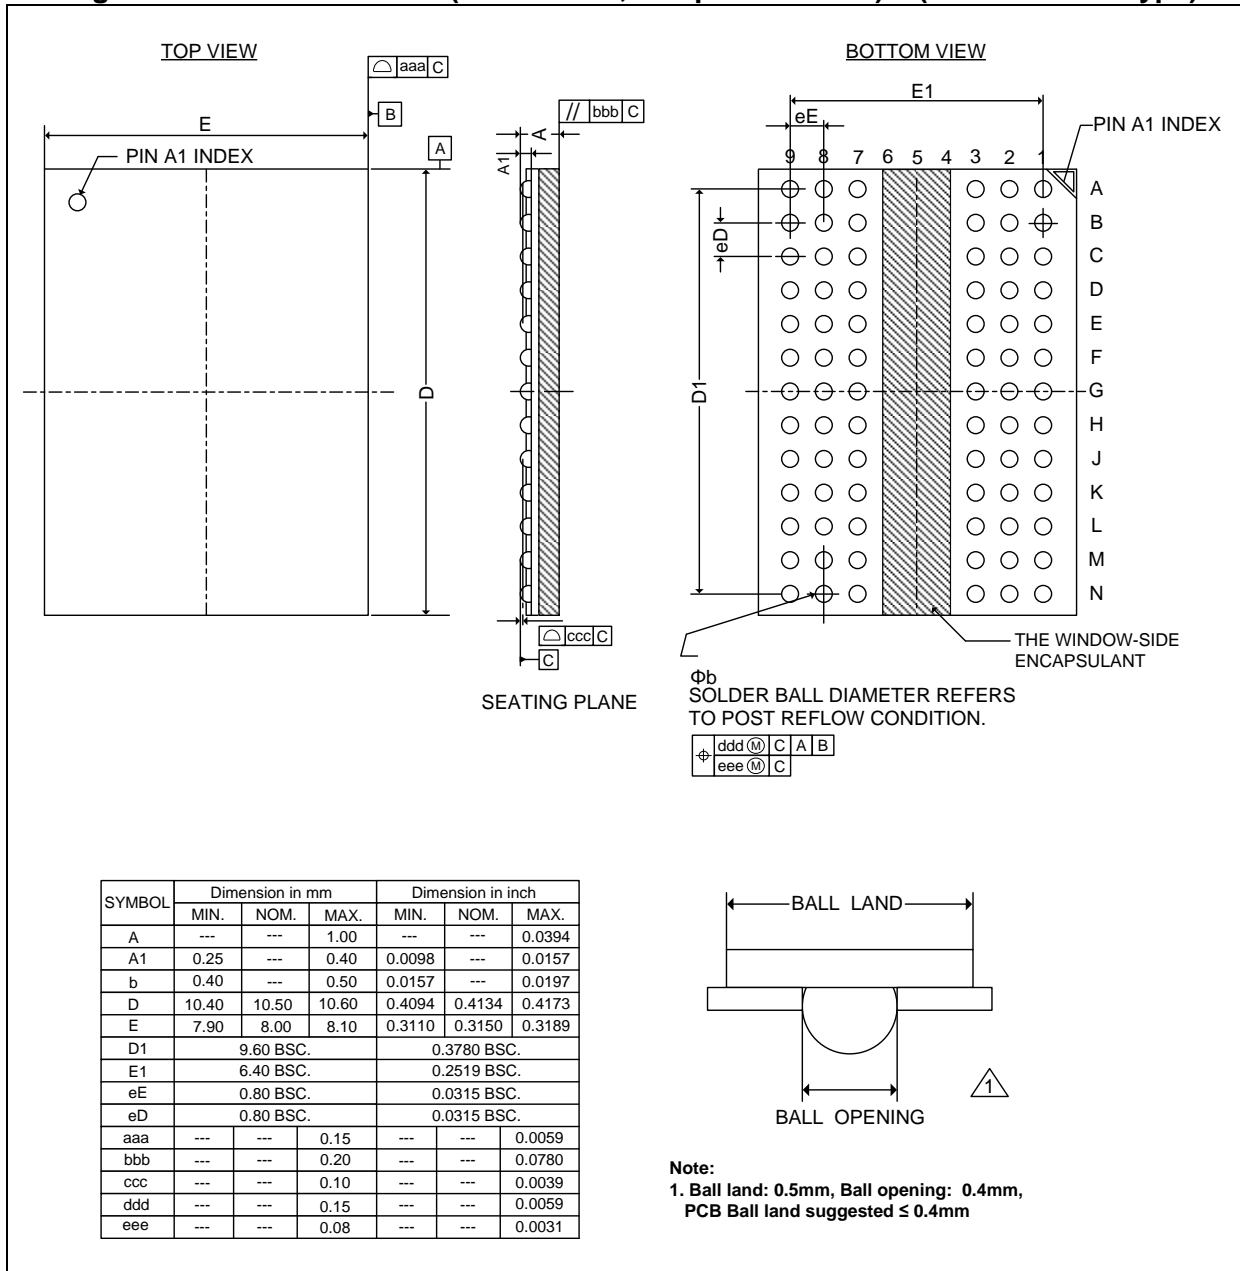 TOP VIEW
BOTTOM VIEW
aaa C
B
E
A
PIN A1 INDEX
D
// bbb C
A
A1
ccc C
C
SEATING PLANE
E1
eE
PIN A1 INDEX
9 8 7 6 5 4 3 2 1
A
B
C
D
E
F
G
H
J
K
L
M
N
eD
D1
THE WINDOW-SIDE
ENCAPSULANT
Φb
SOLDER BALL DIAMETER REFERS
TO POST REFLOW CONDITION.
⌖ ddd Ⓜ C A B
eee Ⓜ C
SYMBOL Dimension in mm Dimension in inch
MIN. NOM. MAX. MIN. NOM. MAX.
A --- --- 1.00 --- --- 0.0394
A1 0.25 --- 0.40 0.0098 --- 0.0157
b 0.40 --- 0.50 0.0157 --- 0.0197
D 10.40 10.50 10.60 0.4094 0.4134 0.4173
E 7.90 8.00 8.10 0.3110 0.3150 0.3189
D1 9.60 BSC. 0.3780 BSC.
E1 6.40 BSC. 0.2519 BSC.
eE 0.80 BSC. 0.0315 BSC.
eD 0.80 BSC. 0.0315 BSC.
aaa --- --- 0.15 --- --- 0.0059
bbb --- --- 0.20 --- --- 0.0780
ccc --- --- 0.10 --- --- 0.0039
ddd --- --- 0.15 --- --- 0.0059
eee --- --- 0.08 --- --- 0.0031
BALL LAND
1
BALL OPENING
Note:
1. Ball land: 0.5mm, Ball opening: 0.4mm,
PCB Ball land suggested ≤ 0.4mm